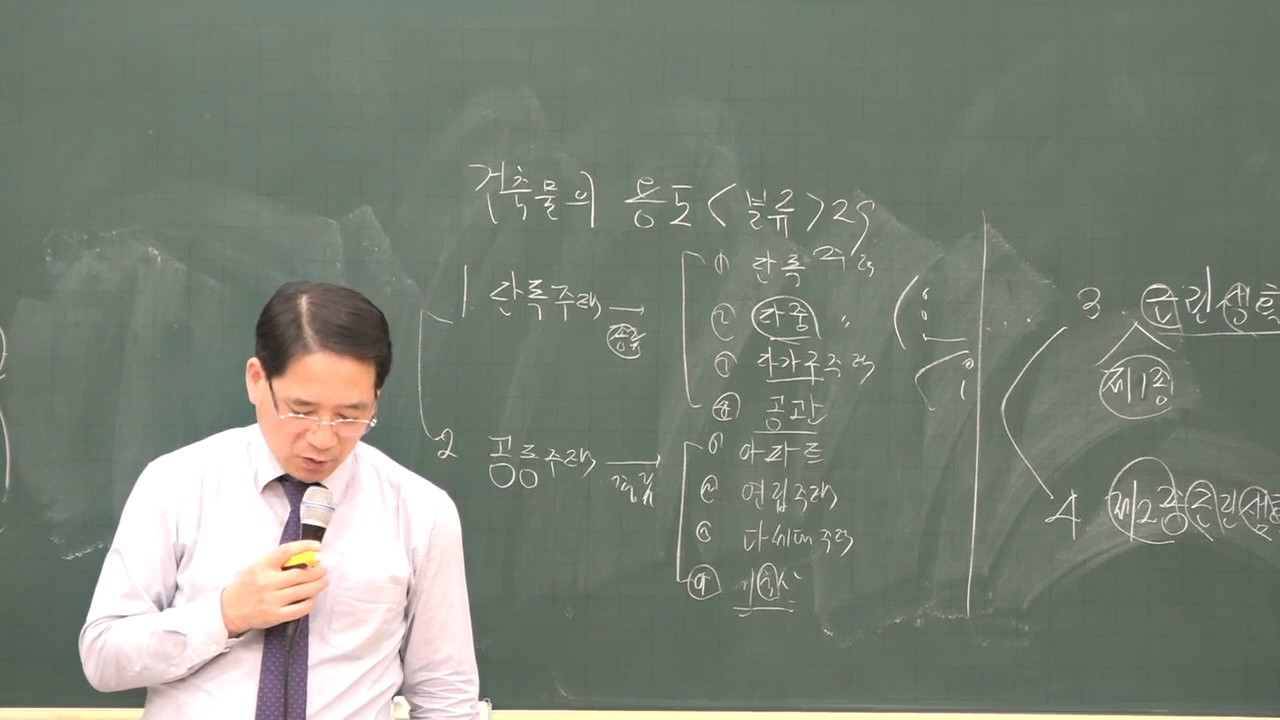 건축물의 용도<분류>29
1. 단독주택 →
① 단독주택
② 다중 〃
③ 다가구주택
④ 공관
2 공동주택 →
① 아파트
② 연립주택
③ 다세대주택
④ 기숙사
3 근린생활
제1종
4 제2종근린생활